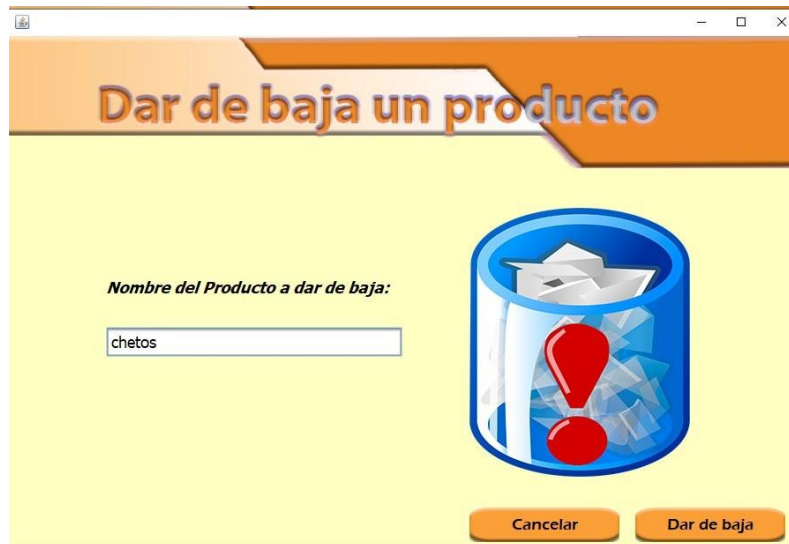 Dar de baja un producto
Nombre del Producto a dar de baja:
chetos
Cancelar
Dar de baja